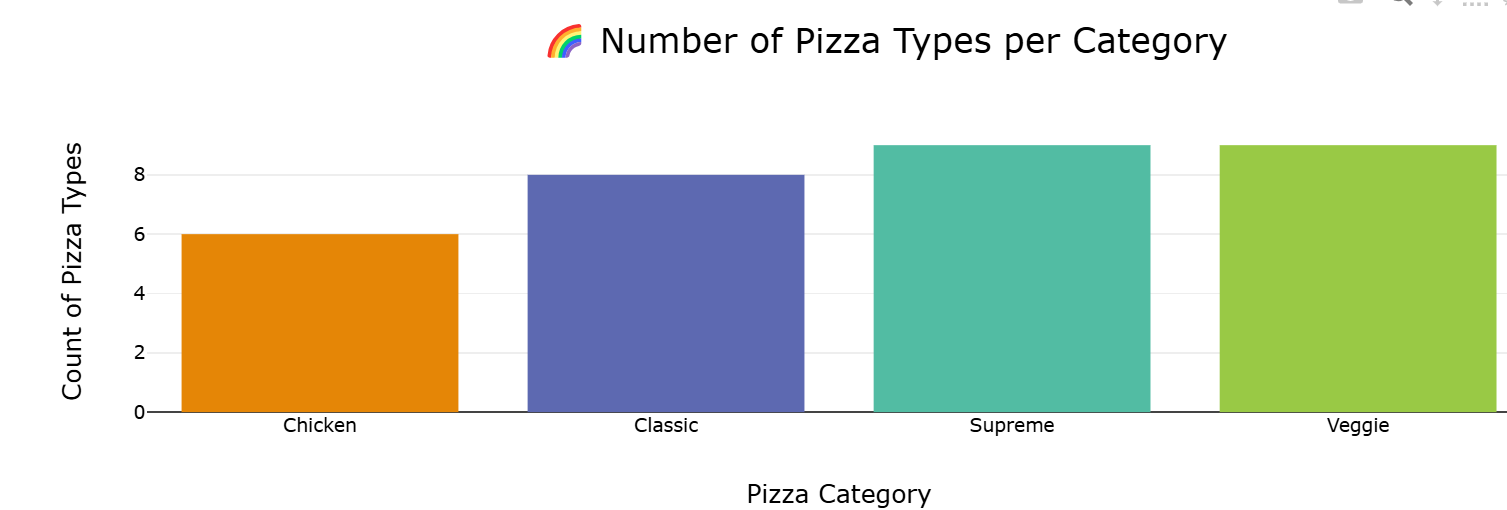 🌈 Number of Pizza Types per Category
Count of Pizza Types
8
6
4
2
0
Chicken
Classic
Supreme
Veggie
Pizza Category